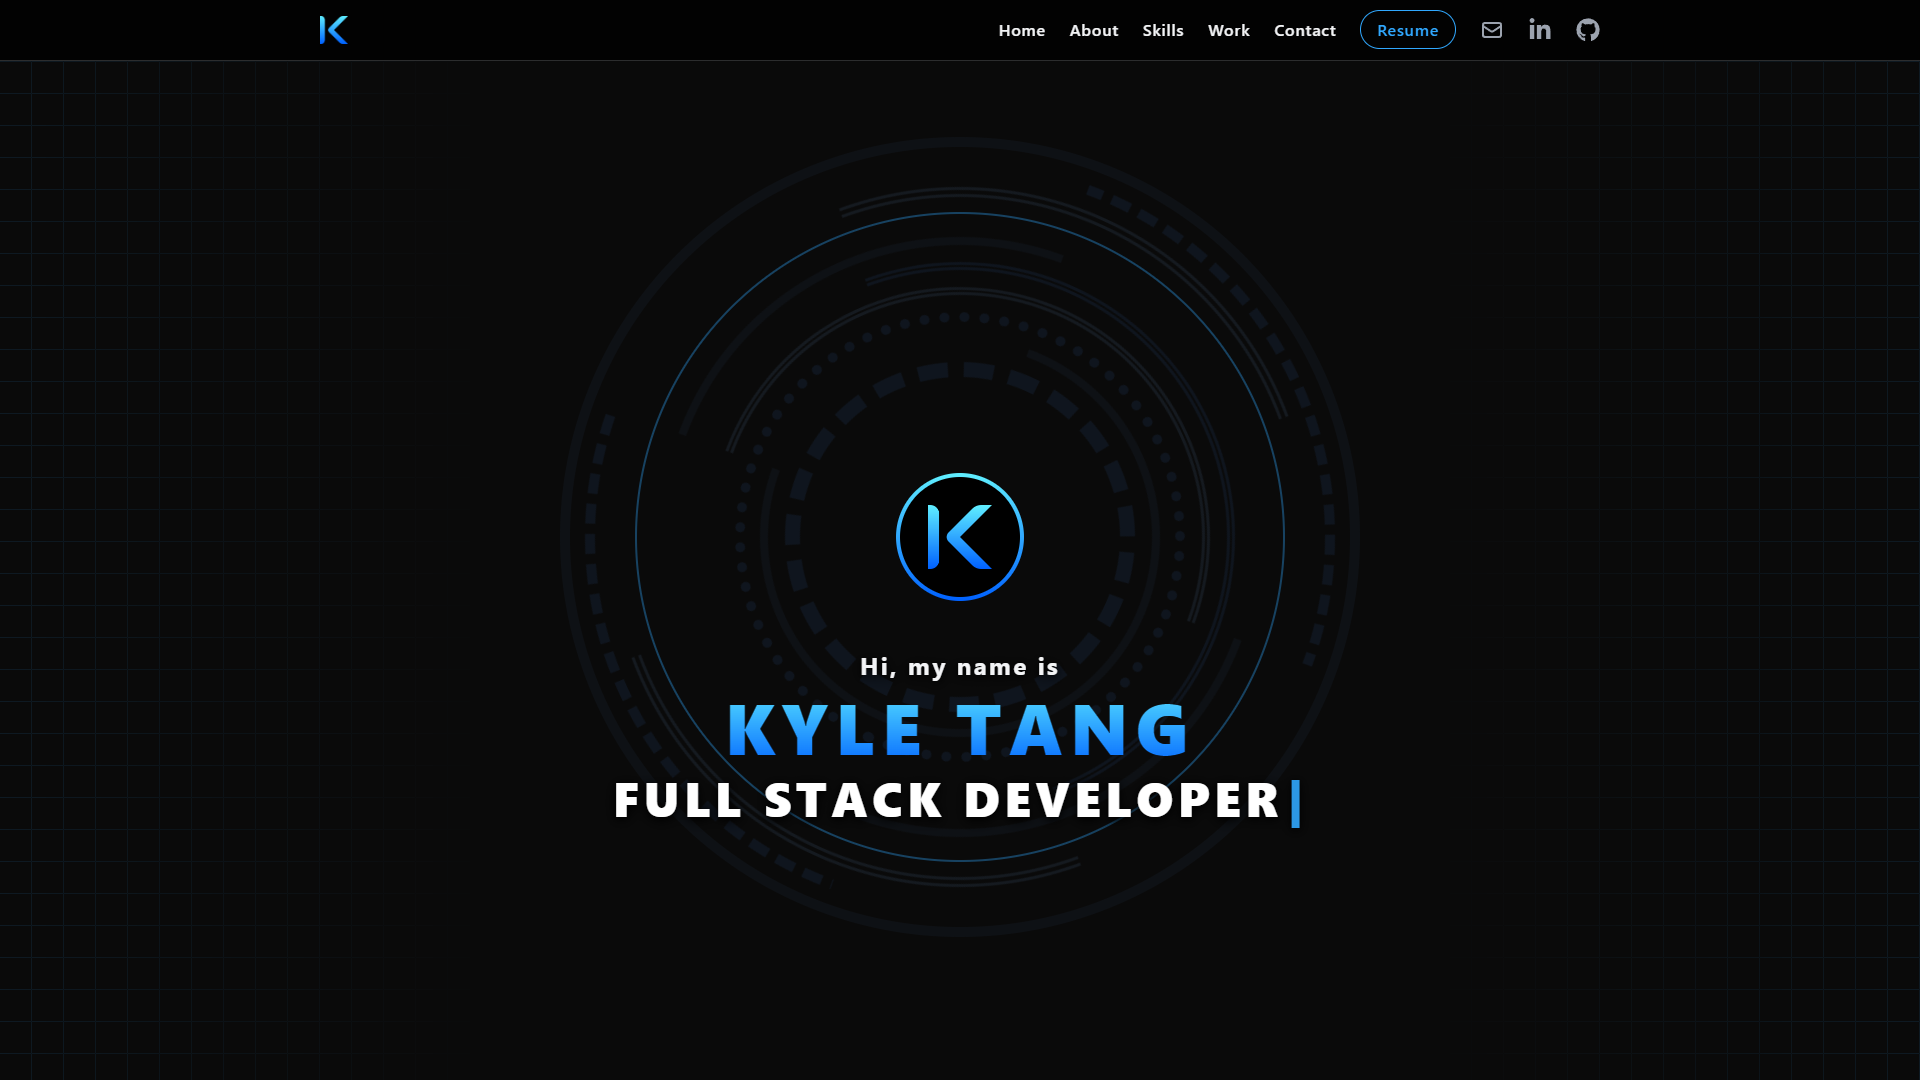 K
Home About Skills Work Contact Resume
K
Hi, my name is
KYLE TANG
FULL STACK DEVELOPER